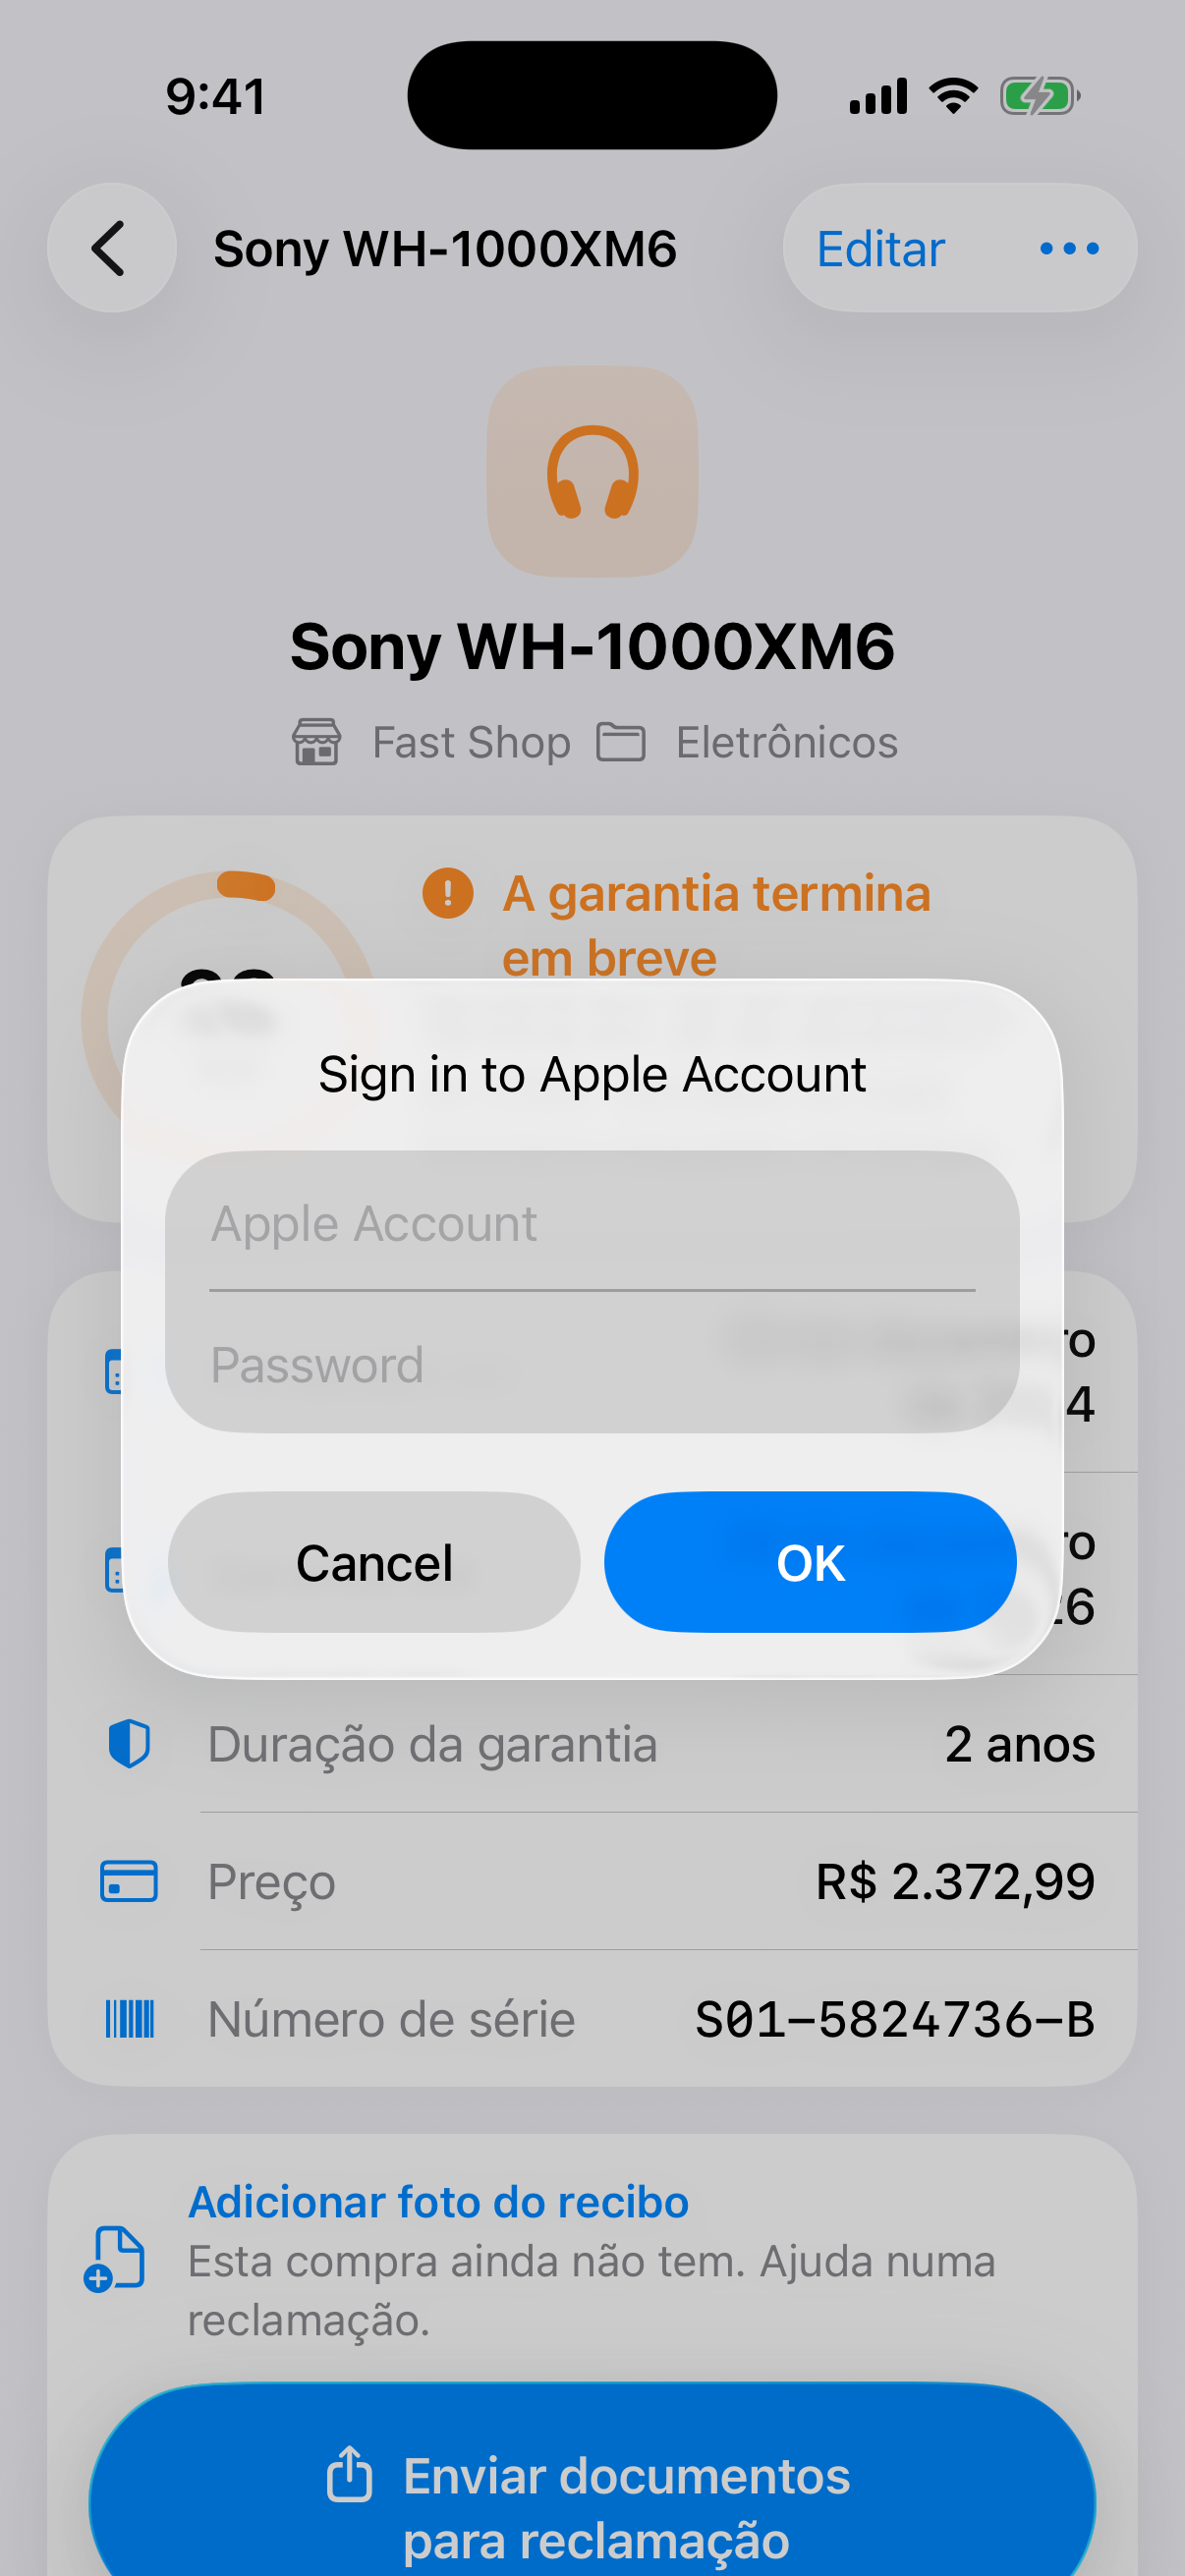 9:41
Sony WH-1000XM6
Editar
Sony WH-1000XM6
Fast Shop
Eletrônicos
A garantia termina
em breve
Sign in to Apple Account
Apple Account
Password
Cancel
OK
Duração da garantia
2 anos
Preço
R$ 2.372,99
Número de série
S01-5824736-B
Adicionar foto do recibo
Esta compra ainda não tem. Ajuda numa
reclamação.
Enviar documentos
para reclamação